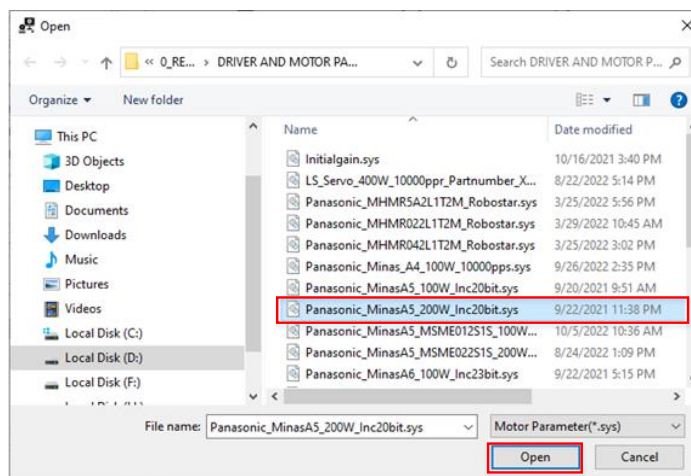 Open
« 0_RE... > DRIVER AND MOTOR PA...
Search DRIVER AND MOTOR P...
Organize
New folder
This PC
3D Objects
Desktop
Documents
Downloads
Music
Pictures
Videos
Local Disk (C:)
Local Disk (D:)
Local Disk (F:)
Name Date modified
Initialgain.sys 10/16/2021 3:40 PM
LS_Servo_400W_10000ppr_Partnumber_X... 8/22/2022 5:14 PM
Panasonic_MHMR5A2L1T2M_Robostar.sys 3/25/2022 5:56 PM
Panasonic_MHMR022L1T2M_Robostar.sys 3/29/2022 10:45 AM
Panasonic_MHMR042L1T2M_Robostar.sys 3/25/2022 3:02 PM
Panasonic_Minas_A4_100W_10000pps.sys 9/26/2022 2:35 PM
Panasonic_MinasA5_100W_Inc20bit.sys 9/20/2021 9:51 AM
Panasonic_MinasA5_200W_Inc20bit.sys 9/22/2021 11:38 PM
Panasonic_MinasA5_MSME012S1S_100W... 10/5/2022 10:36 AM
Panasonic_MinasA5_MSME022S1S_200W... 8/24/2022 1:09 PM
Panasonic_MinasA6_100W_Inc23bit.sys 9/22/2021 5:15 PM
File name: Panasonic_MinasA5_200W_Inc20bit.sys
Motor Parameter(*.sys)
Open
Cancel